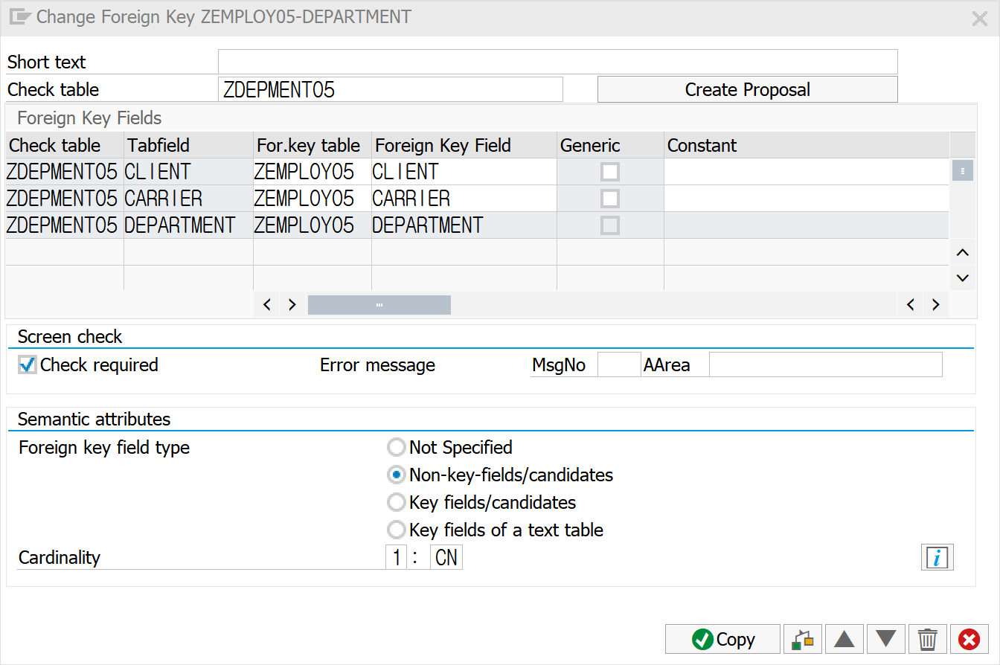 Change Foreign Key ZEMPLOY05-DEPARTMENT
Short text
Check table ZDEPMENT05 Create Proposal
Foreign Key Fields
Check table Tabfield For.key table Foreign Key Field Generic Constant
ZDEPMENT05 CLIENT ZEMPLOY05 CLIENT
ZDEPMENT05 CARRIER ZEMPLOY05 CARRIER
ZDEPMENT05 DEPARTMENT ZEMPLOY05 DEPARTMENT
Screen check
Check required Error message MsgNo AArea
Semantic attributes
Foreign key field type Not Specified
Non-key-fields/candidates
Key fields/candidates
Key fields of a text table
Cardinality 1 : CN i
Copy